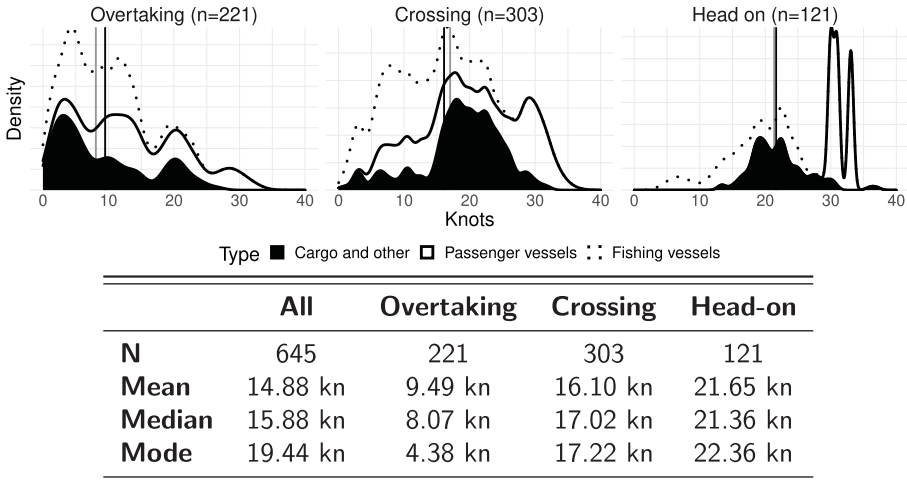 Overtaking (n=221) Crossing (n=303) Head on (n=121)
Density
0 10 20 30 40 0 10 20 30 40 0 10 20 30 40
Knots
Type Cargo and other Passenger vessels Fishing vessels
All Overtaking Crossing Head-on
N 645 221 303 121
Mean 14.88 kn 9.49 kn 16.10 kn 21.65 kn
Median 15.88 kn 8.07 kn 17.02 kn 21.36 kn
Mode 19.44 kn 4.38 kn 17.22 kn 22.36 kn